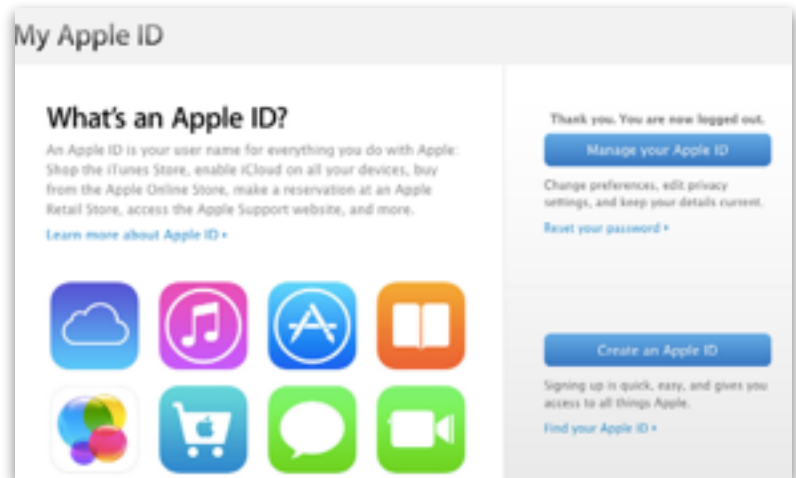 My Apple ID
What's an Apple ID?
An Apple ID is your user name for everything you do with Apple:
Shop the iTunes Store, enable iCloud on all your devices, buy
from the Apple Online Store, make a reservation at an Apple
Retail Store, access the Apple Support website, and more.
Learn more about Apple ID ▸
Thank you. You are now logged out.
Manage your Apple ID
Change preferences, edit privacy
settings, and keep your details current.
Reset your password ▸
Create an Apple ID
Signing up is quick, easy, and gives you
access to all things Apple.
Find your Apple ID ▸